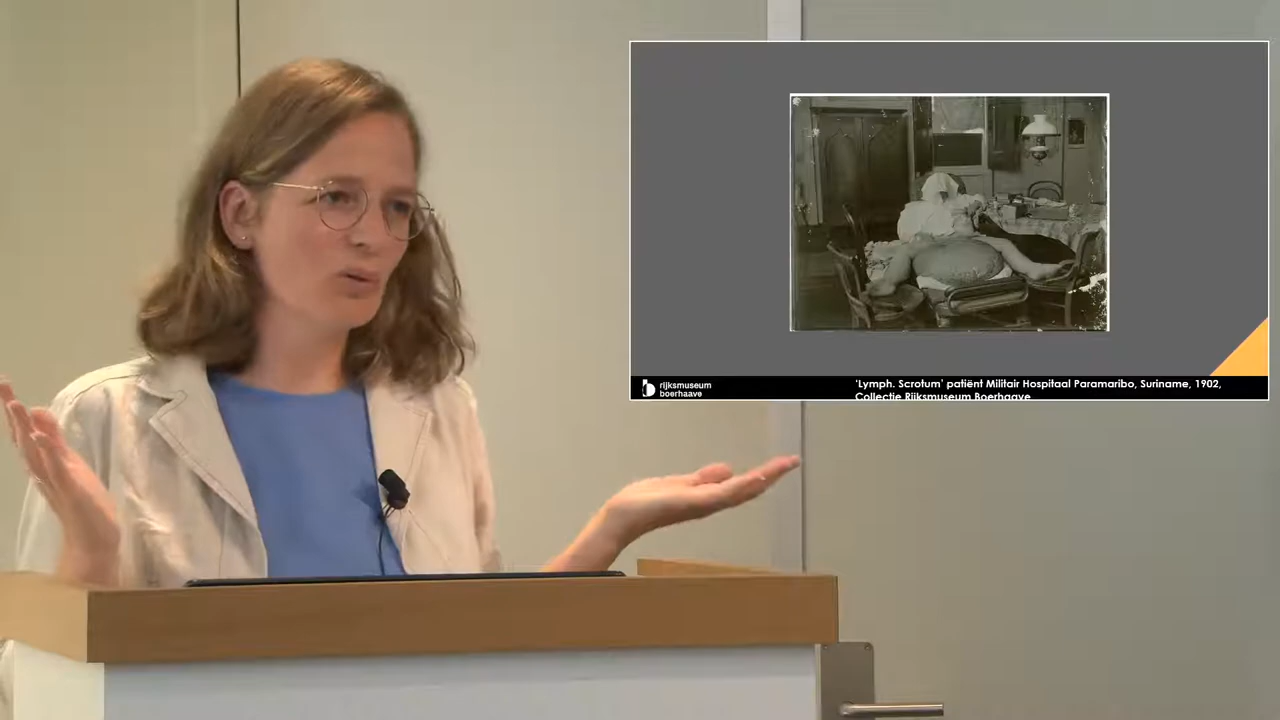 rijksmuseum
boerhaave
'Lymph. Scrotum' patiënt Militair Hospitaal Paramaribo, Suriname, 1902,
Collectie Rijksmuseum Boerhaave